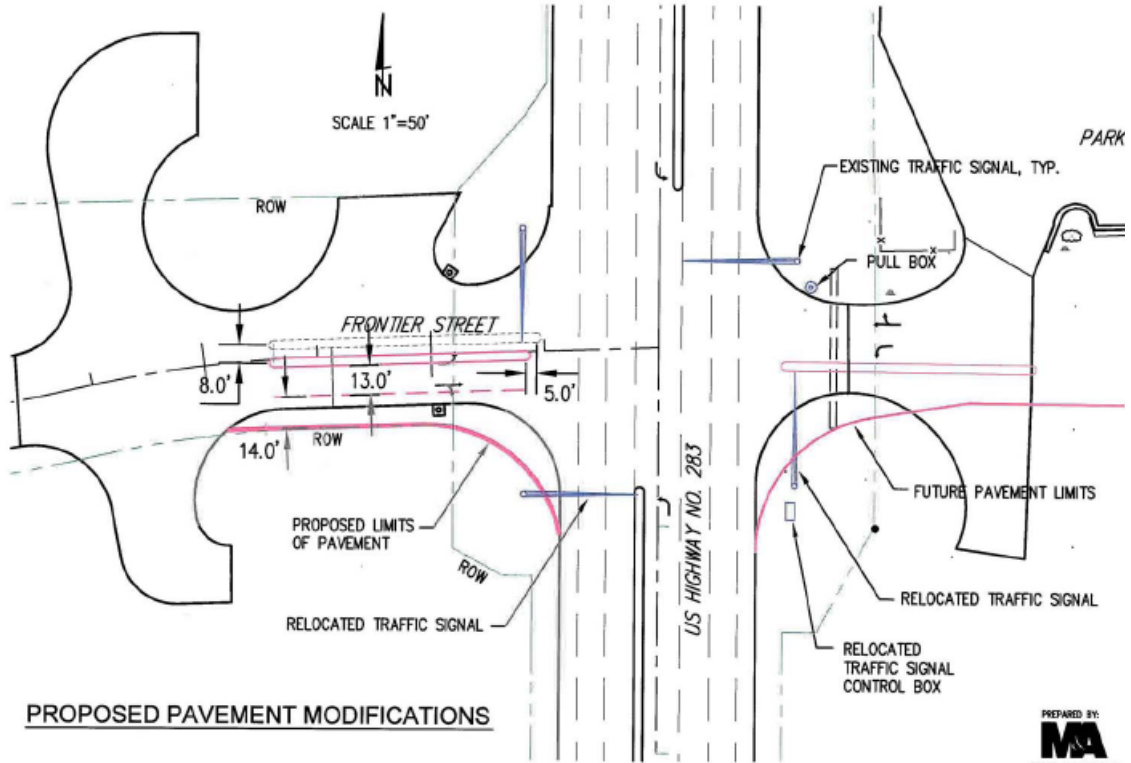 N
SCALE 1"=50'
PARK
EXISTING TRAFFIC SIGNAL, TYP.
ROW
PULL BOX
FRONTIER STREET
8.0'
13.0'
5.0'
14.0'
ROW
US HIGHWAY NO. 283
FUTURE PAVEMENT LIMITS
PROPOSED LIMITS
OF PAVEMENT
ROW
RELOCATED TRAFFIC SIGNAL
RELOCATED TRAFFIC SIGNAL
RELOCATED
TRAFFIC SIGNAL
CONTROL BOX
PROPOSED PAVEMENT MODIFICATIONS
PREPARED BY:
M&A